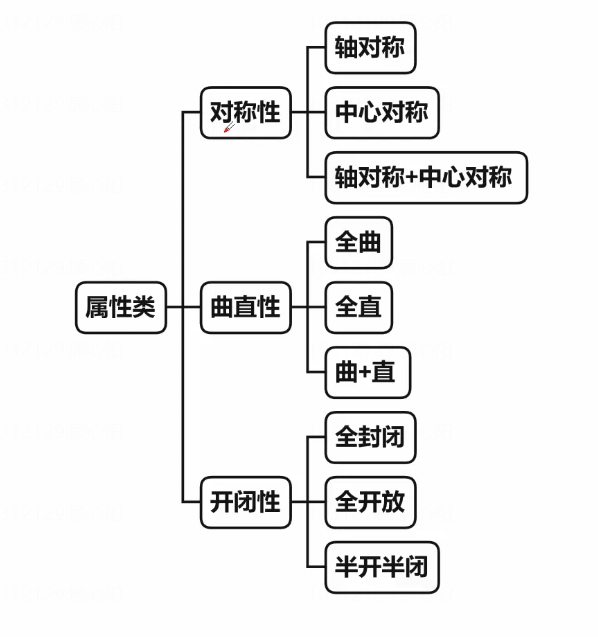 属性类
对称性
轴对称
中心对称
轴对称+中心对称
曲直性
全曲
全直
曲+直
开闭性
全封闭
全开放
半开半闭